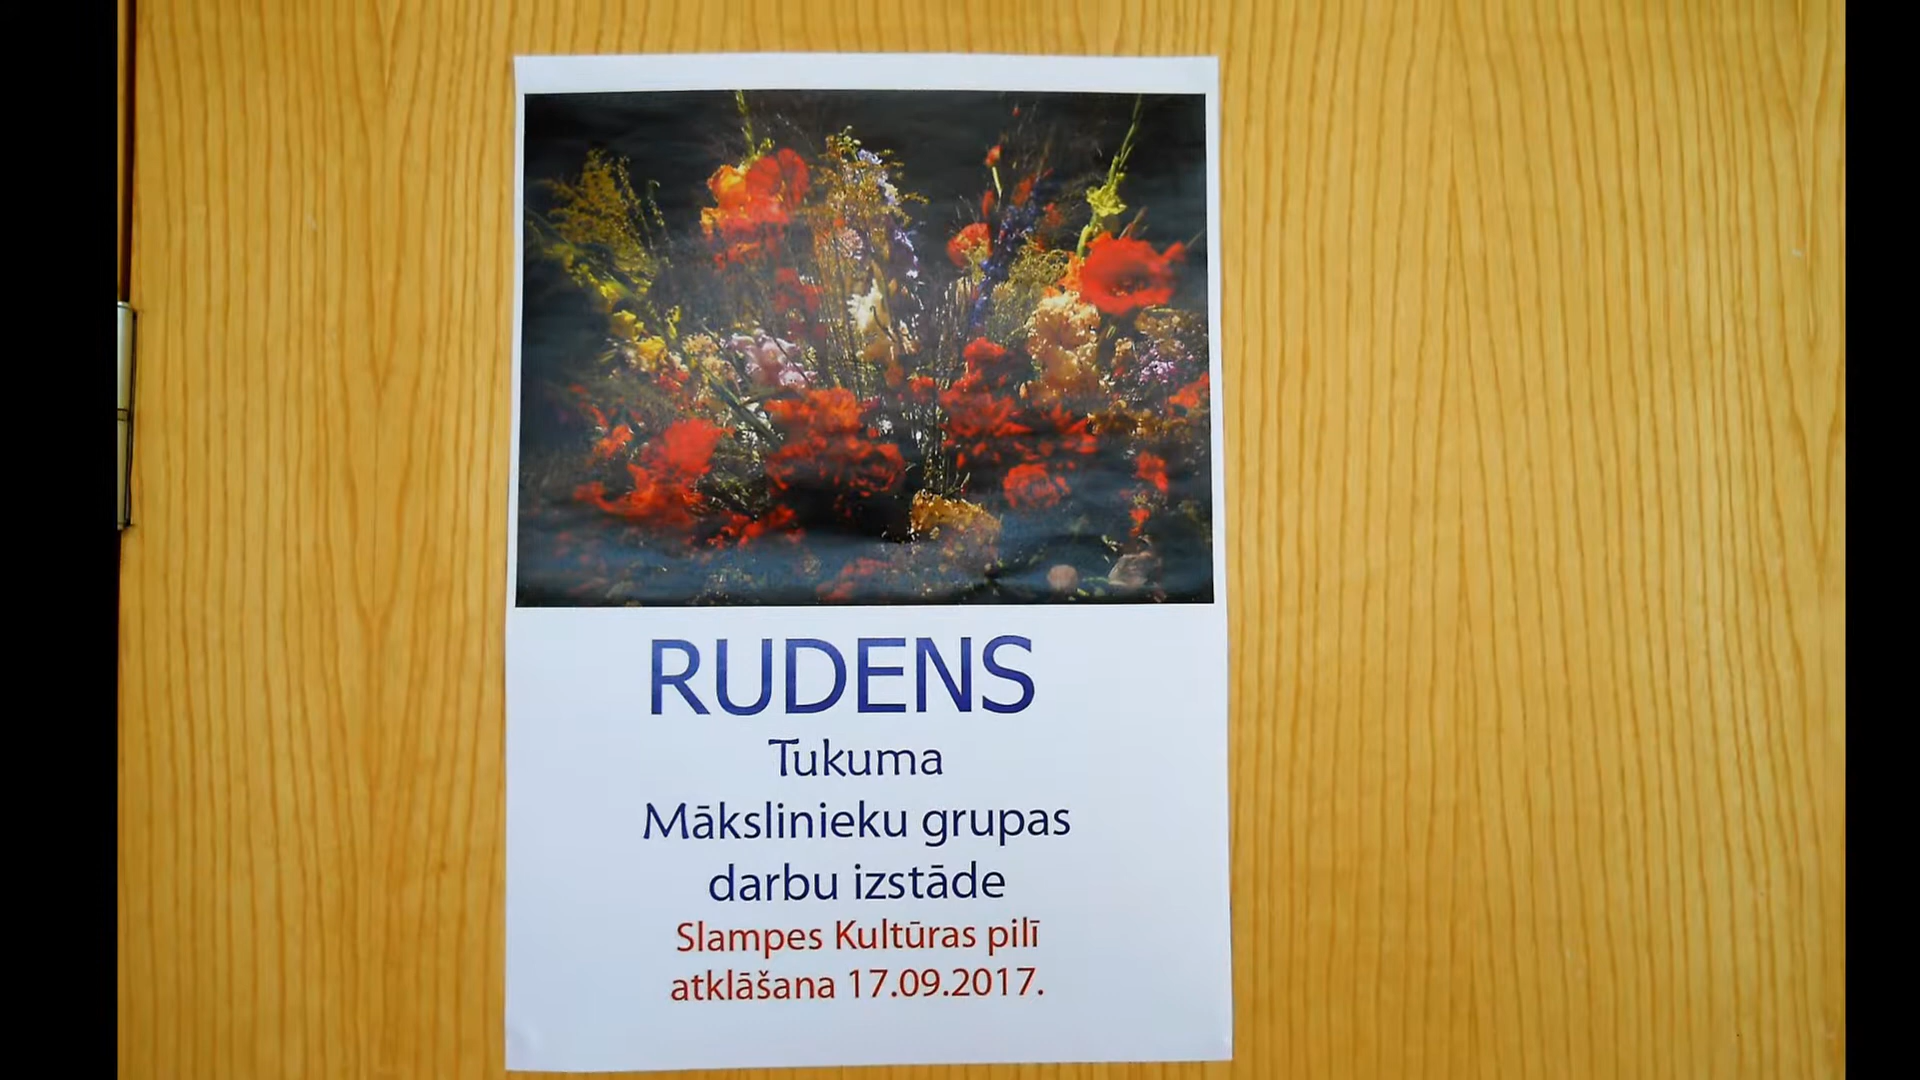 RUDENS
Tukuma
Mākslinieku grupas
darbu izstāde
Slampes Kultūras pilī
atklāšana 17.09.2017.